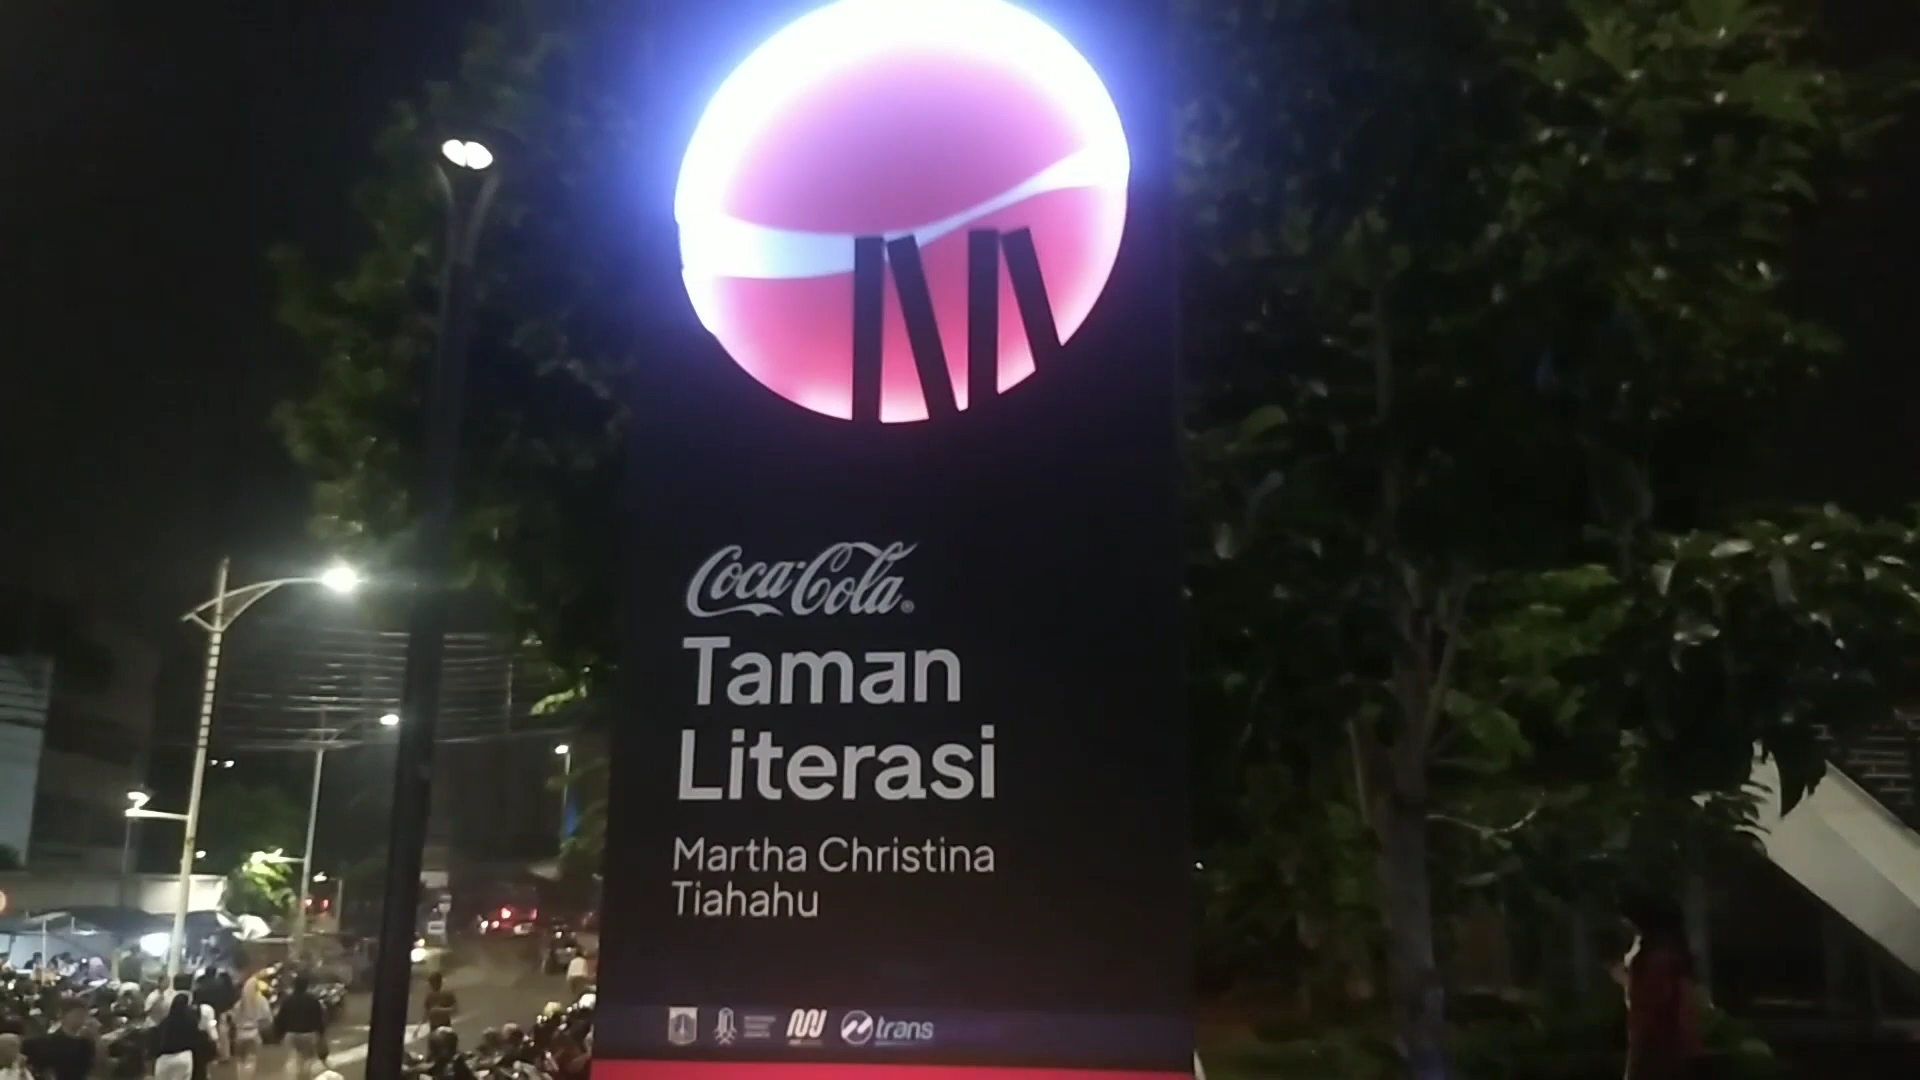 Coca-Cola®
Taman
Literasi
Martha Christina
Tiahahu
trans